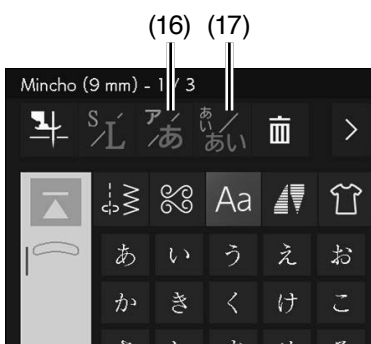 (16) (17)
Mincho (9 mm) - 1 / 3
S/L ア/あ あい/あい
Aa
あ い う え お
か き く け こ